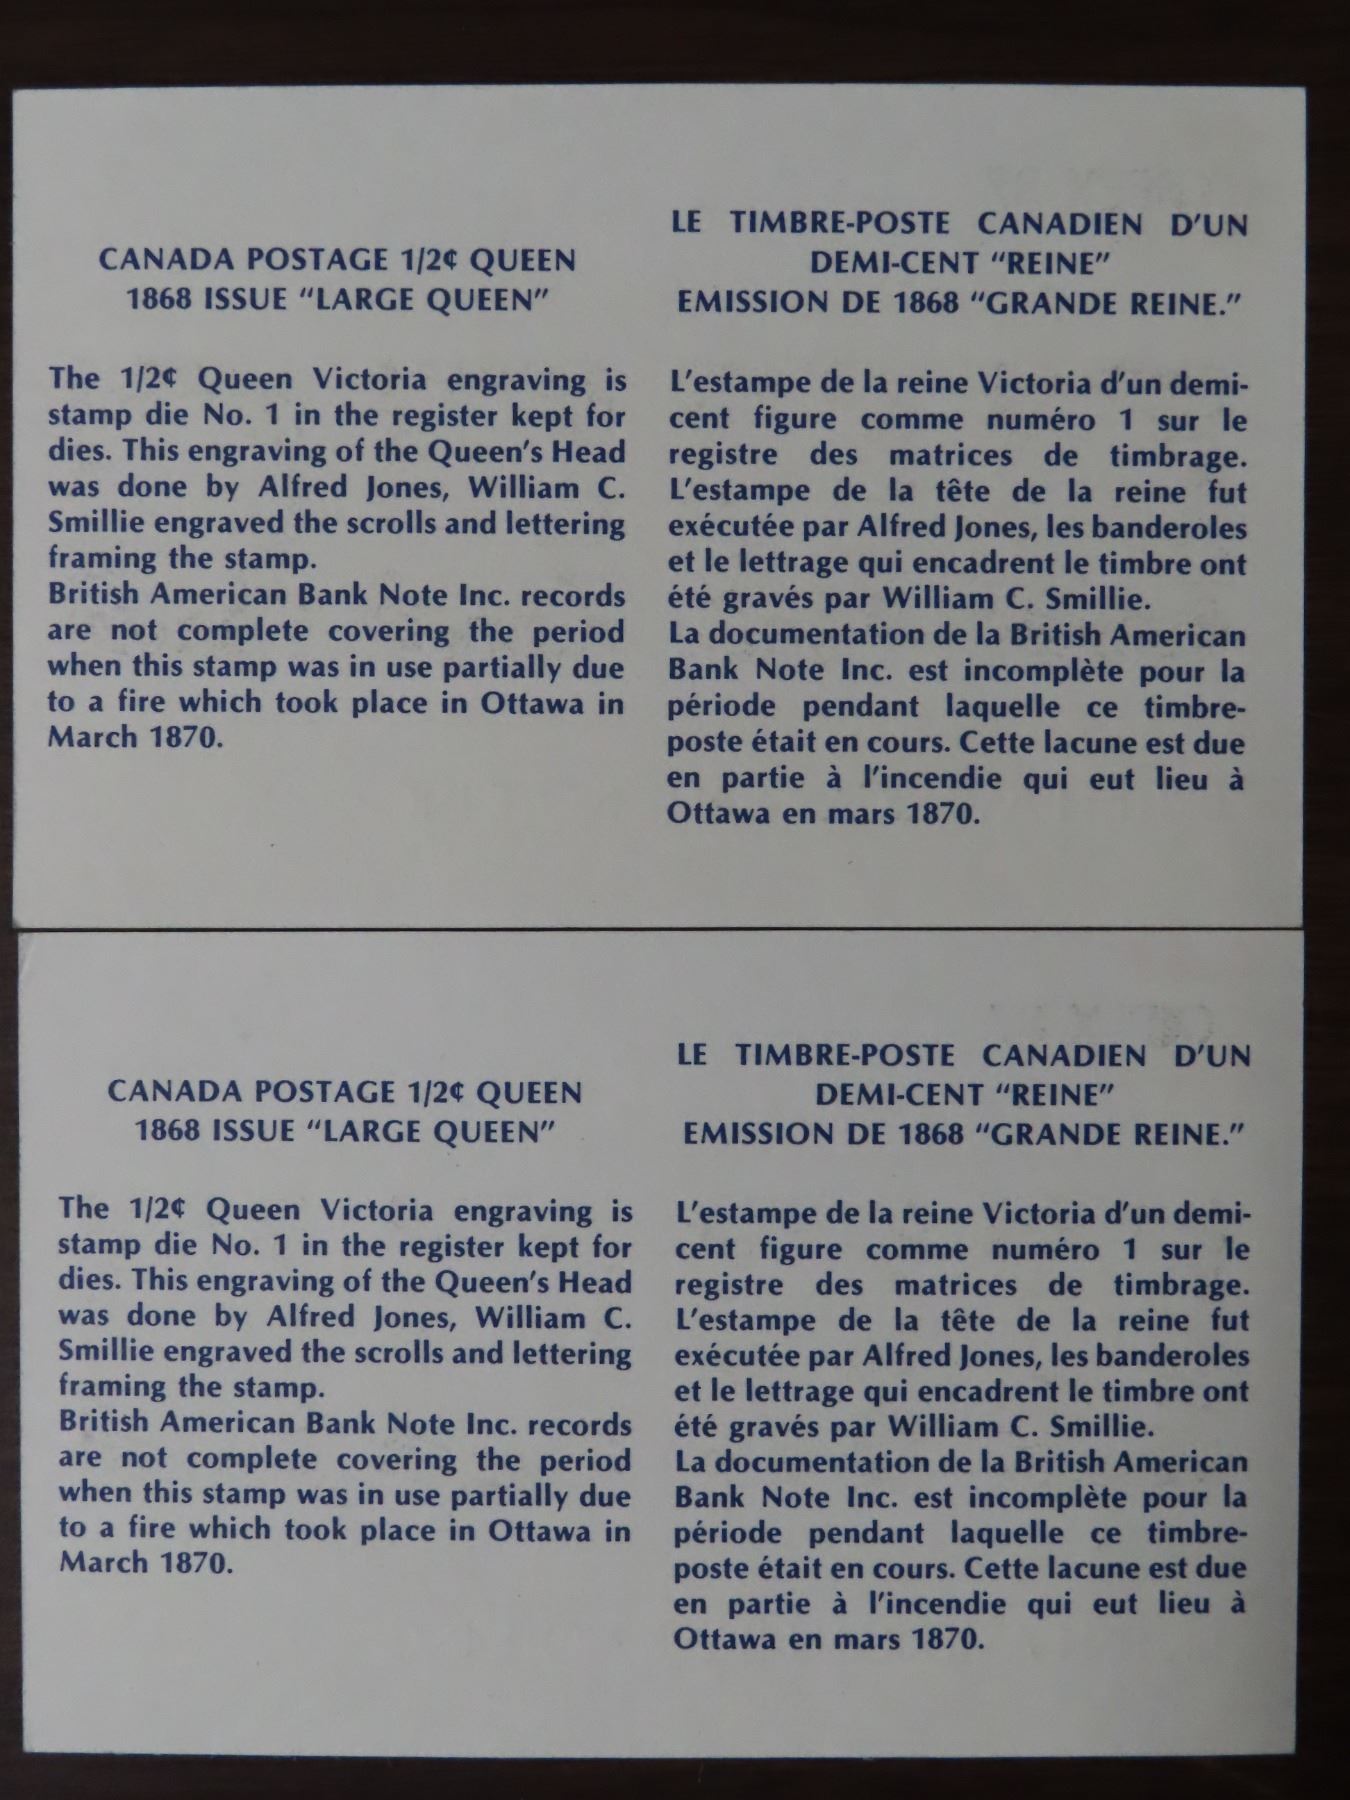 CANADA POSTAGE 1/2¢ QUEEN
1868 ISSUE “LARGE QUEEN”
The 1/2¢ Queen Victoria engraving is
stamp die No. 1 in the register kept for
dies. This engraving of the Queen’s Head
was done by Alfred Jones, William C.
Smillie engraved the scrolls and lettering
framing the stamp.
British American Bank Note Inc. records
are not complete covering the period
when this stamp was in use partially due
to a fire which took place in Ottawa in
March 1870.
LE TIMBRE-POSTE CANADIEN D’UN
DEMI-CENT “REINE”
EMISSION DE 1868 “GRANDE REINE.”
L’estampe de la reine Victoria d’un demi-
cent figure comme numéro 1 sur le
registre des matrices de timbrage.
L’estampe de la tête de la reine fut
exécutée par Alfred Jones, les banderoles
et le lettrage qui encadrent le timbre ont
été gravés par William C. Smillie.
La documentation de la British American
Bank Note Inc. est incomplète pour la
période pendant laquelle ce timbre-
poste était en cours. Cette lacune est due
en partie à l’incendie qui eut lieu à
Ottawa en mars 1870.
CANADA POSTAGE 1/2¢ QUEEN
1868 ISSUE “LARGE QUEEN”
The 1/2¢ Queen Victoria engraving is
stamp die No. 1 in the register kept for
dies. This engraving of the Queen’s Head
was done by Alfred Jones, William C.
Smillie engraved the scrolls and lettering
framing the stamp.
British American Bank Note Inc. records
are not complete covering the period
when this stamp was in use partially due
to a fire which took place in Ottawa in
March 1870.
LE TIMBRE-POSTE CANADIEN D’UN
DEMI-CENT “REINE”
EMISSION DE 1868 “GRANDE REINE.”
L’estampe de la reine Victoria d’un demi-
cent figure comme numéro 1 sur le
registre des matrices de timbrage.
L’estampe de la tête de la reine fut
exécutée par Alfred Jones, les banderoles
et le lettrage qui encadrent le timbre ont
été gravés par William C. Smillie.
La documentation de la British American
Bank Note Inc. est incomplète pour la
période pendant laquelle ce timbre-
poste était en cours. Cette lacune est due
en partie à l’incendie qui eut lieu à
Ottawa en mars 1870.